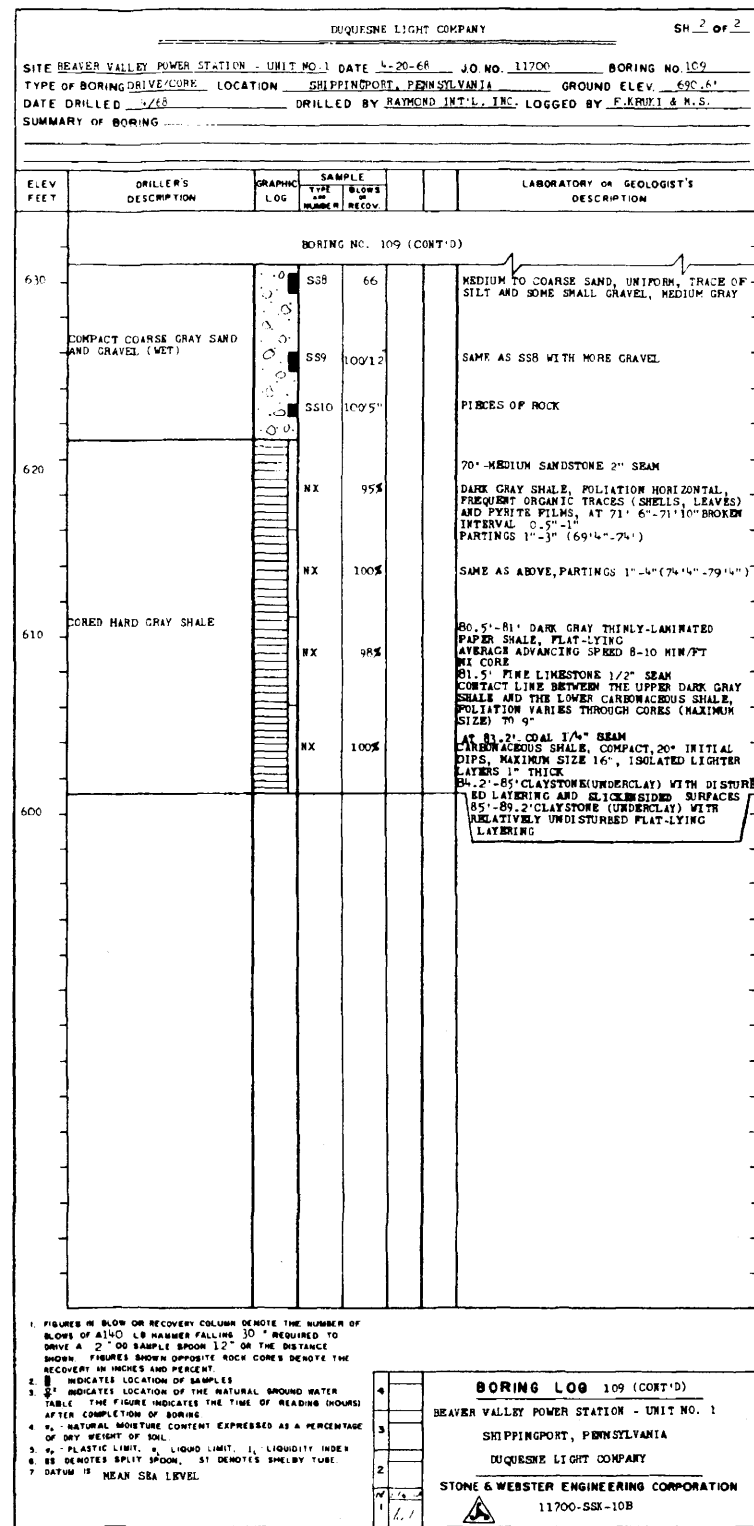 DUQUESNE LIGHT COMPANY
SH 2 OF 2
SITE BEAVER VALLEY POWER STATION - UNIT NO.1 DATE 4-20-68 J.O. NO. 11700 BORING NO. 109
TYPE OF BORING DRIVE/CORE LOCATION SHIPPINGPORT, PENNSYLVANIA GROUND ELEV. 690.6'
DATE DRILLED 4/68 DRILLED BY RAYMOND INT'L. INC. LOGGED BY F.KRUKI & M.S.
SUMMARY OF BORING
ELEV FEET
DRILLER'S DESCRIPTION
GRAPHIC LOG
SAMPLE
TYPE AND NUMBER
BLOWS OR RECOV.
LABORATORY OR GEOLOGIST'S DESCRIPTION
BORING NO. 109 (CONT'D)
630
SS8 66
MEDIUM TO COARSE SAND, UNIFORM, TRACE OF
SILT AND SOME SMALL GRAVEL, MEDIUM GRAY
COMPACT COARSE GRAY SAND
AND GRAVEL (WET)
SS9 100/12
SAME AS SS8 WITH MORE GRAVEL
SS10 100/5"
PIECES OF ROCK
620
70'-MEDIUM SANDSTONE 2" SEAM
NX 95%
DARK GRAY SHALE, FOLIATION HORIZONTAL,
FREQUENT ORGANIC TRACES (SHELLS, LEAVES)
AND PYRITE FILMS, AT 71' 6"-71'10" BROKEN
INTERVAL 0.5"-1"
PARTINGS 1"-3" (69'4"-74')
NX 100%
SAME AS ABOVE, PARTINGS 1"-4" (74'4"-79'4")
CORED HARD GRAY SHALE
610
80.5'-81' DARK GRAY THINLY-LAMINATED
PAPER SHALE, FLAT-LYING
AVERAGE ADVANCING SPEED 8-10 MIN/FT
NX CORE
NX 98%
81.5' FINE LIMESTONE 1/2" SEAM
CONTACT LINE BETWEEN THE UPPER DARK GRAY
SHALE AND THE LOWER CARBONACEOUS SHALE,
FOLIATION VARIES THROUGH CORES (MAXIMUM
SIZE) TO 9"
NX 100%
AT 83.2'-COAL 1/4" SEAM
CARBONACEOUS SHALE, COMPACT, 20° INITIAL
DIPS, MAXIMUM SIZE 16", ISOLATED LIGHTER
LAYERS 1" THICK
84.2'-85' CLAYSTONE (UNDERCLAY) WITH DISTURB
ED LAYERING AND SLICKENSIDED SURFACES
600
85'-89.2' CLAYSTONE (UNDERCLAY) WITH
RELATIVELY UNDISTURBED FLAT-LYING
LAYERING
1. FIGURES IN BLOW OR RECOVERY COLUMN DENOTE THE NUMBER OF
BLOWS OF A 140 LB HAMMER FALLING 30" REQUIRED TO
DRIVE A 2" OD SAMPLE SPOON 12" OR THE DISTANCE
SHOWN. FIGURES SHOWN OPPOSITE ROCK CORES DENOTE THE
RECOVERY IN INCHES AND PERCENT.
2. INDICATES LOCATION OF SAMPLES
3. INDICATES LOCATION OF THE NATURAL GROUND WATER
TABLE THE FIGURE INDICATES THE TIME OF READING (HOURS)
AFTER COMPLETION OF BORING
4. - NATURAL MOISTURE CONTENT EXPRESSED AS A PERCENTAGE
OF DRY WEIGHT OF SOIL.
5. - PLASTIC LIMIT, LIQUID LIMIT, LIQUIDITY INDEX
6. SS DENOTES SPLIT SPOON, ST DENOTES SHELBY TUBE.
7 DATUM IS MEAN SEA LEVEL
4
3
2
1
BORING LOG 109 (CONT'D)
BEAVER VALLEY POWER STATION - UNIT NO. 1
SHIPPINGPORT, PENNSYLVANIA
DUQUESNE LIGHT COMPANY
STONE & WEBSTER ENGINEERING CORPORATION
11700-SSK-10B